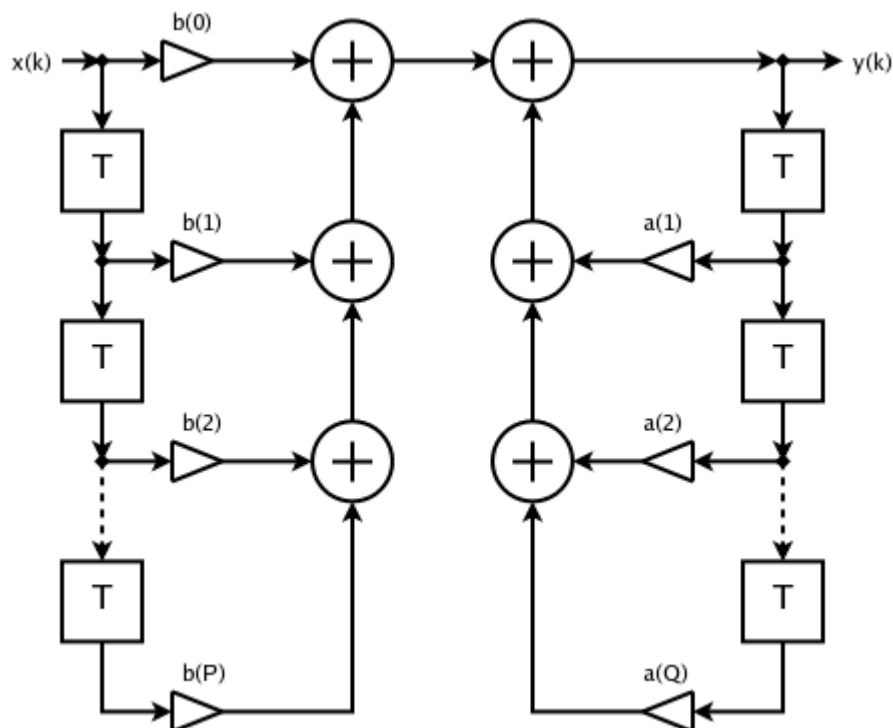 b(0)
x(k) + + y(k)
T T
b(1) a(1)
+ +
T T
b(2) a(2)
+ +
T T
b(P) a(Q)